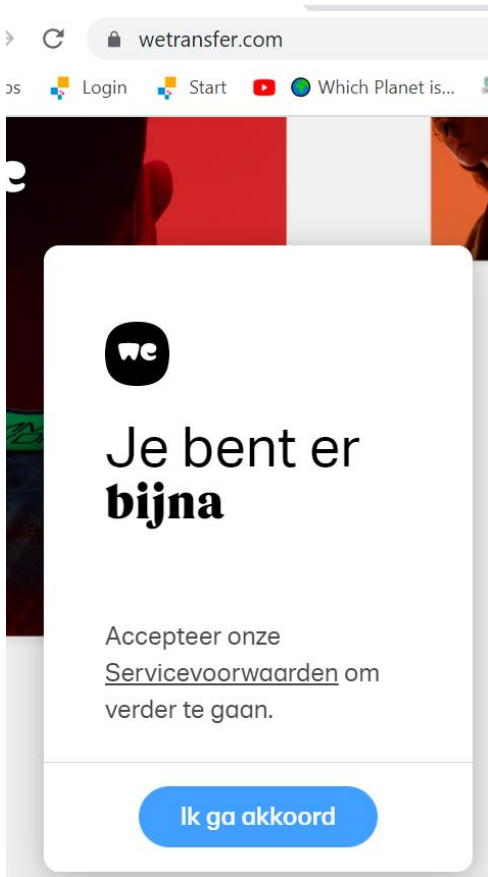 wetransfer.com
Login Start Which Planet is...
we
Je bent er
bijna
Accepteer onze
Servicevoorwaarden om
verder te gaan.
Ik ga akkoord